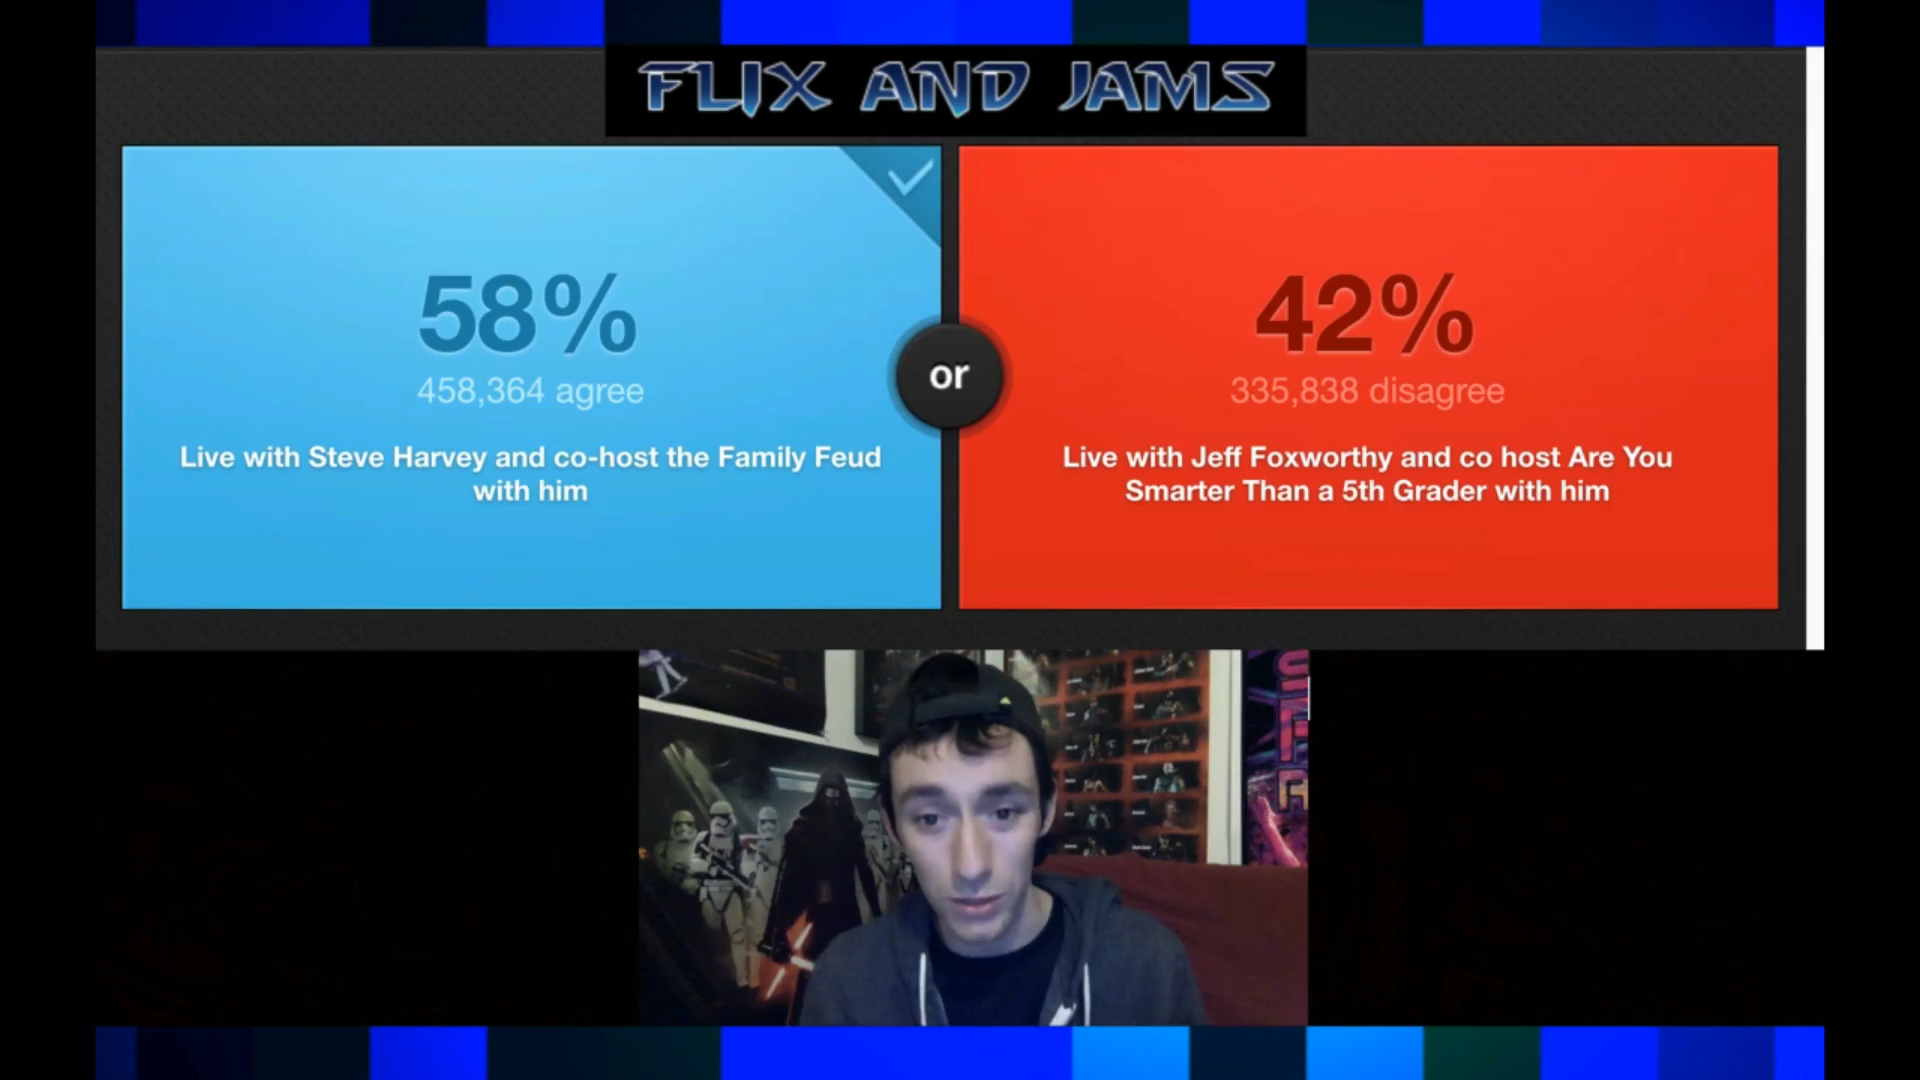 FLIX AND JAMS
58%
458,364 agree
Live with Steve Harvey and co-host the Family Feud
with him
or
42%
335,838 disagree
Live with Jeff Foxworthy and co host Are You
Smarter Than a 5th Grader with him